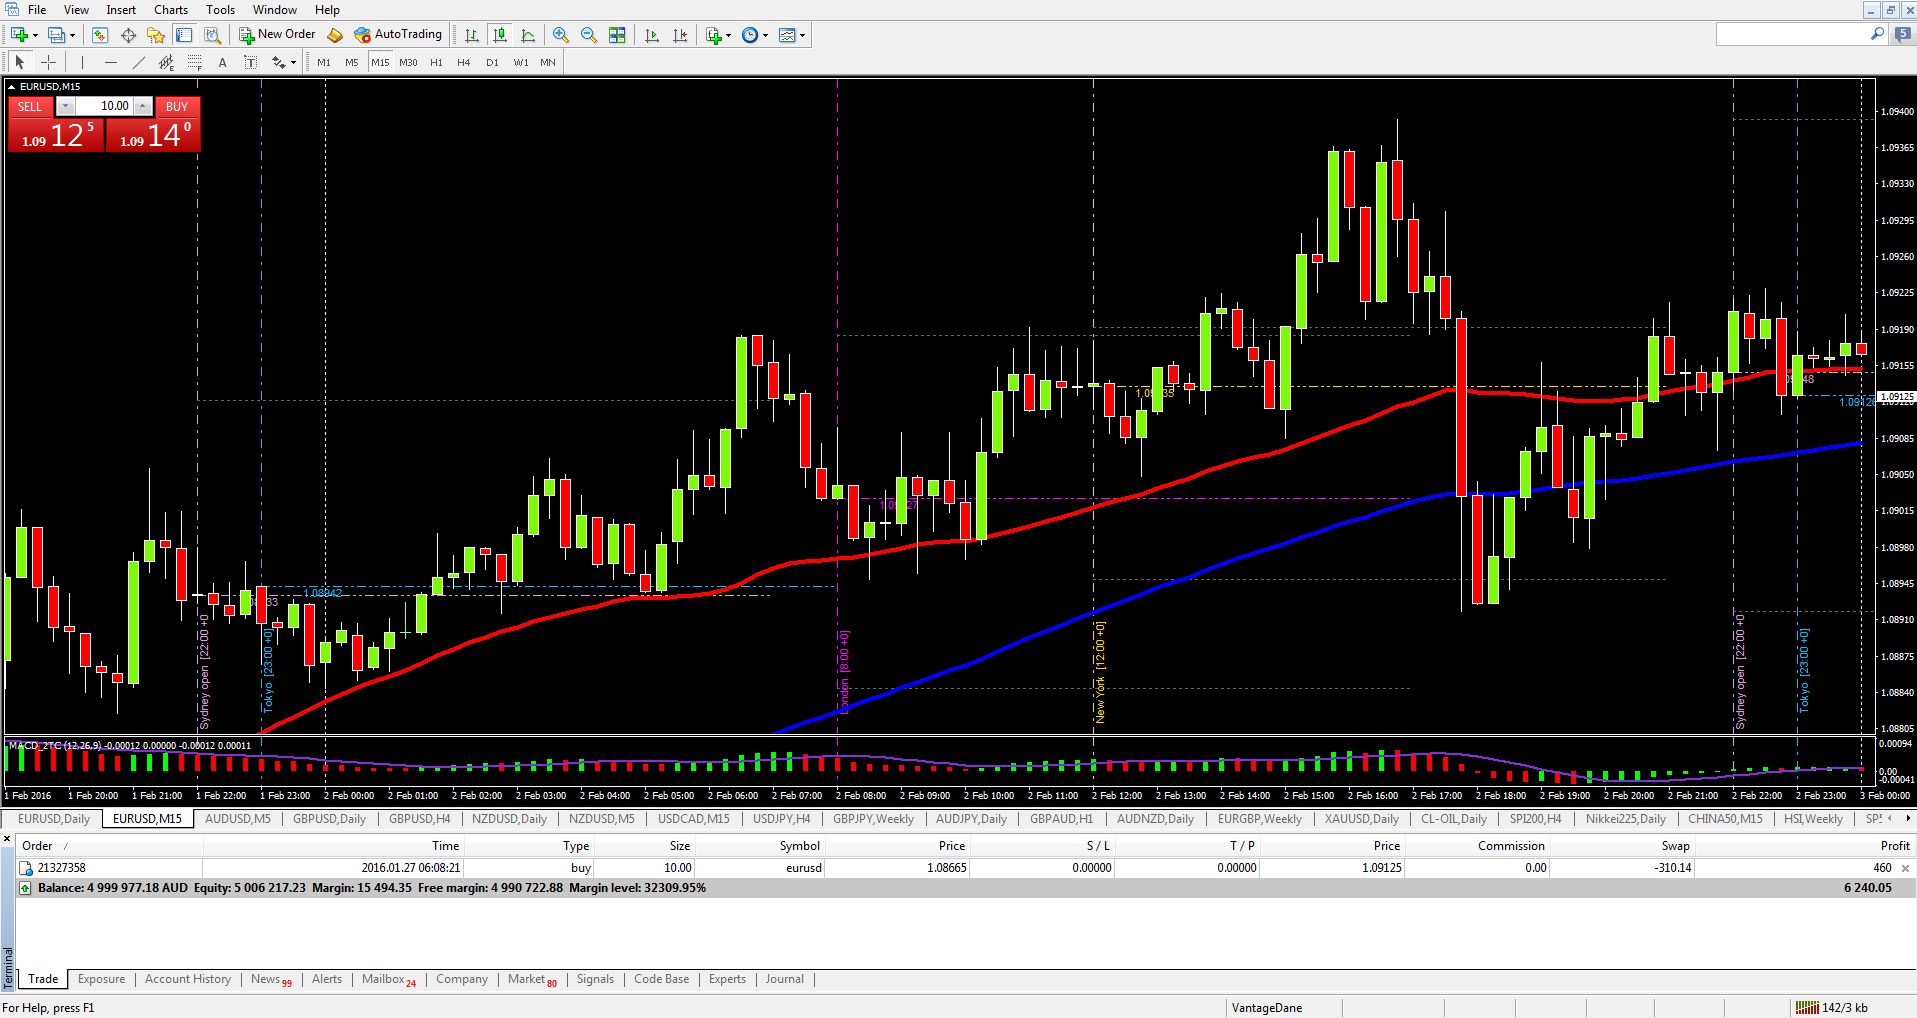 File View Insert Charts Tools Window Help
New Order AutoTrading
5
A T M1 M5 M15 M30 H1 H4 D1 W1 MN
EURUSD,M15
SELL 10.00 BUY
1.09 12 5 1.09 14 0
1.09400
1.09365
1.09330
1.09295
1.09260
1.09225
1.09190
1.09155
1.09125
1.09085
1.09050
1.09015
1.08980
1.08945
1.08910
1.08875
1.08840
1.08805
1.08942
1.09126
Sydney open [22:00 +0]
Tokyo [23:00 +0]
London [8:00 +0]
New York [12:00 +0]
Sydney open [22:00 +0]
Tokyo [23:00 +0]
MACD_2TC (12,26,9) -0.00012 0.00000 -0.00012 0.00011
0.00094
0.00
-0.00041
1 Feb 2016 1 Feb 20:00 1 Feb 21:00 1 Feb 22:00 1 Feb 23:00 2 Feb 00:00 2 Feb 01:00 2 Feb 02:00 2 Feb 03:00 2 Feb 04:00 2 Feb 05:00 2 Feb 06:00 2 Feb 07:00 2 Feb 08:00 2 Feb 09:00 2 Feb 10:00 2 Feb 11:00 2 Feb 12:00 2 Feb 13:00 2 Feb 14:00 2 Feb 15:00 2 Feb 16:00 2 Feb 17:00 2 Feb 18:00 2 Feb 19:00 2 Feb 20:00 2 Feb 21:00 2 Feb 22:00 2 Feb 23:00 3 Feb 00:00
EURUSD,Daily EURUSD,M15 AUDUSD,M5 GBPUSD,Daily GBPUSD,H4 NZDUSD,Daily NZDUSD,M5 USDCAD,M15 USDJPY,H4 GBPJPY,Weekly AUDJPY,Daily GBPAUD,H1 AUDNZD,Daily EURGBP,Weekly XAUUSD,Daily CL-OIL,Daily SPI200,H4 Nikkei225,Daily CHINA50,M15 HSI,Weekly
Order / Time Type Size Symbol Price S / L T / P Price Commission Swap Profit
21327358 2016.01.27 06:08:21 buy 10.00 eurusd 1.08665 0.00000 0.00000 1.09125 0.00 -310.14 460
Balance: 4 999 977.18 AUD Equity: 5 006 217.23 Margin: 15 494.35 Free margin: 4 990 722.88 Margin level: 32309.95% 6 240.05
Terminal
Trade Exposure Account History News 99 Alerts Mailbox 24 Company Market 80 Signals Code Base Experts Journal
For Help, press F1 VantageDane 142/3 kb